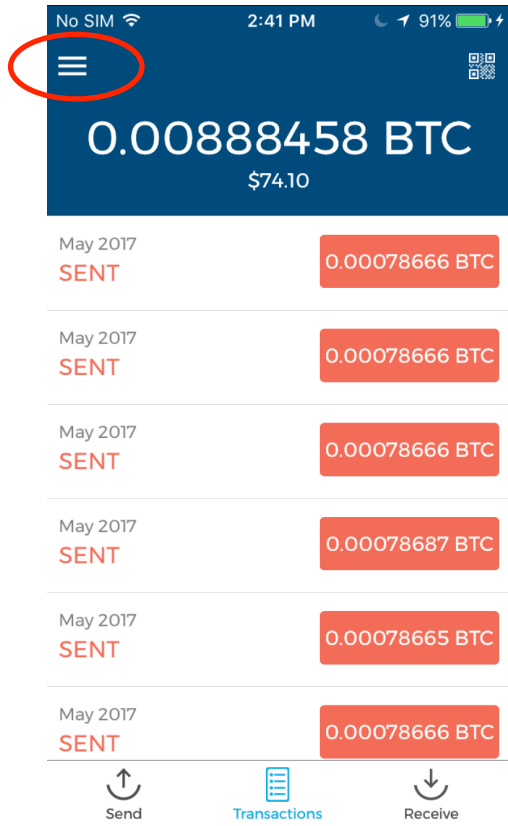 No SIM 2:41 PM 91%
0.00888458 BTC
$74.10
May 2017
SENT 0.00078666 BTC
May 2017
SENT 0.00078666 BTC
May 2017
SENT 0.00078666 BTC
May 2017
SENT 0.00078687 BTC
May 2017
SENT 0.00078665 BTC
May 2017
SENT 0.00078666 BTC
Send Transactions Receive